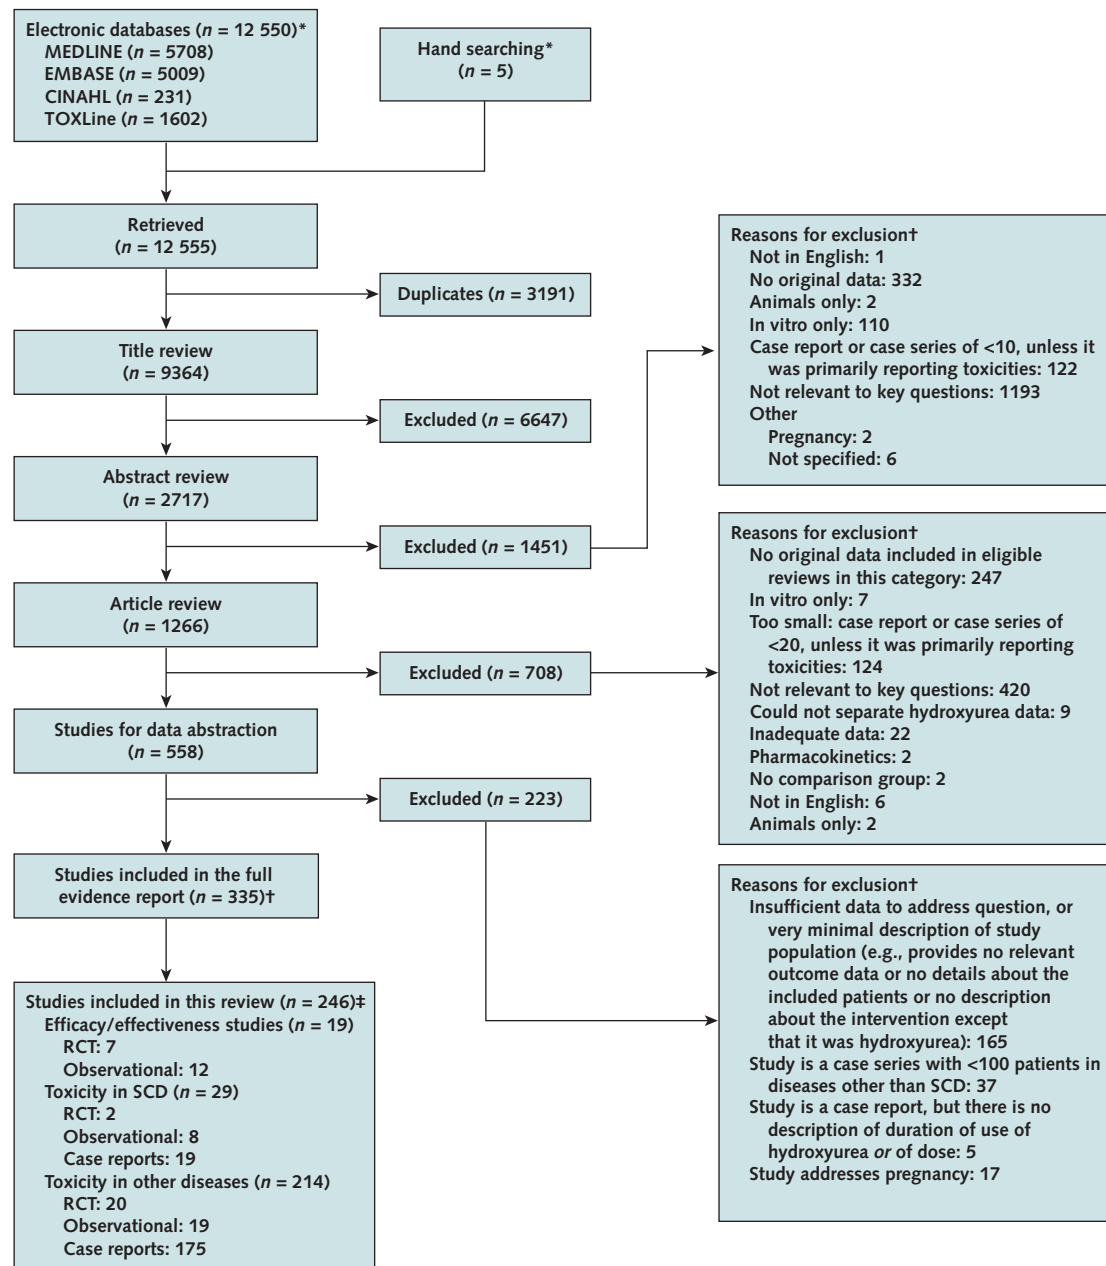 Electronic databases (n = 12 550)*
MEDLINE (n = 5708)
EMBASE (n = 5009)
CINAHL (n = 231)
TOXLine (n = 1602)
Hand searching*
(n = 5)
Retrieved
(n = 12 555)
Duplicates (n = 3191)
Title review
(n = 9364)
Excluded (n = 6647)
Abstract review
(n = 2717)
Excluded (n = 1451)
Reasons for exclusion†
Not in English: 1
No original data: 332
Animals only: 2
In vitro only: 110
Case report or case series of <10, unless it
was primarily reporting toxicities: 122
Not relevant to key questions: 1193
Other
Pregnancy: 2
Not specified: 6
Article review
(n = 1266)
Excluded (n = 708)
Reasons for exclusion†
No original data included in eligible
reviews in this category: 247
In vitro only: 7
Too small: case report or case series of
<20, unless it was primarily reporting
toxicities: 124
Not relevant to key questions: 420
Could not separate hydroxyurea data: 9
Inadequate data: 22
Pharmacokinetics: 2
No comparison group: 2
Not in English: 6
Animals only: 2
Studies for data abstraction
(n = 558)
Excluded (n = 223)
Reasons for exclusion†
Insufficient data to address question, or
very minimal description of study
population (e.g., provides no relevant
outcome data or no details about the
included patients or no description
about the intervention except
that it was hydroxyurea): 165
Study is a case series with <100 patients in
diseases other than SCD: 37
Study is a case report, but there is no
description of duration of use of
hydroxyurea or of dose: 5
Study addresses pregnancy: 17
Studies included in the full
evidence report (n = 335)†
Studies included in this review (n = 246)‡
Efficacy/effectiveness studies (n = 19)
RCT: 7
Observational: 12
Toxicity in SCD (n = 29)
RCT: 2
Observational: 8
Case reports: 19
Toxicity in other diseases (n = 214)
RCT: 20
Observational: 19
Case reports: 175